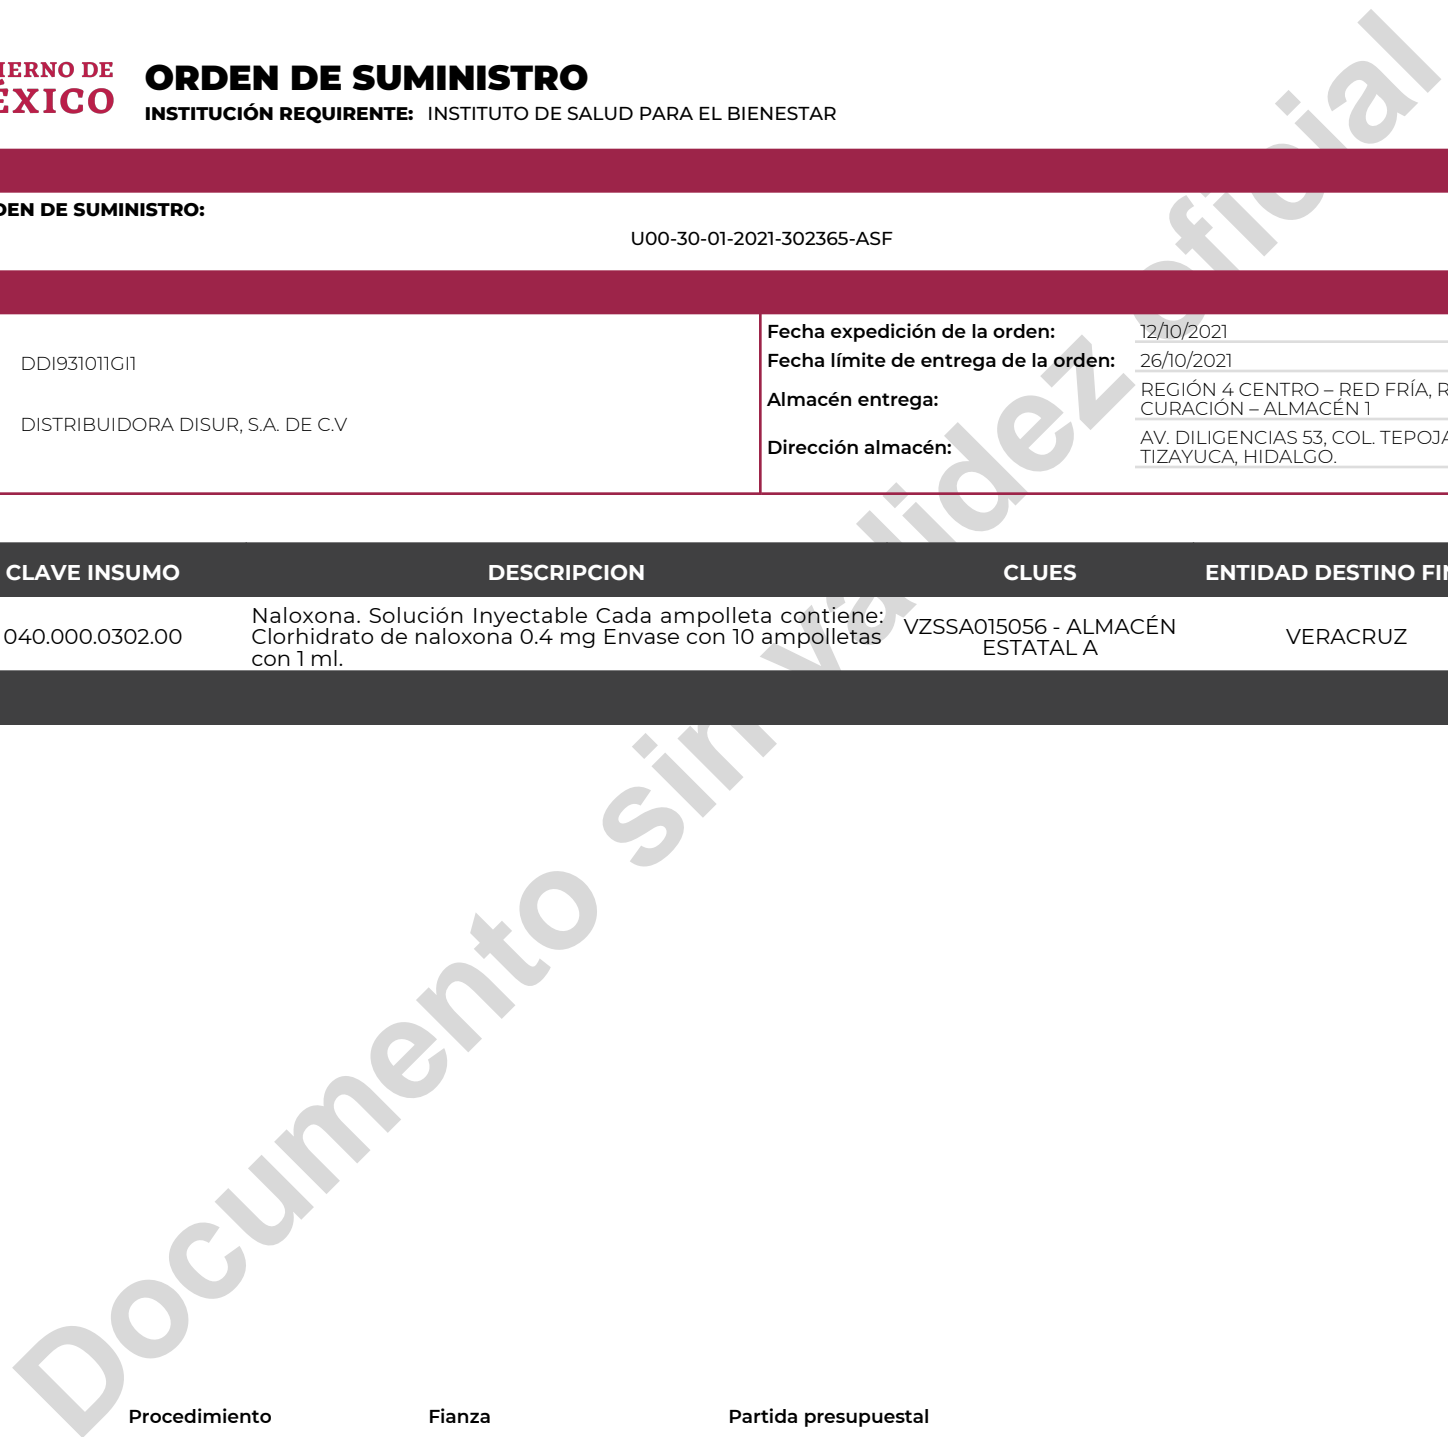 IERNO DE
ÉXICO
ORDEN DE SUMINISTRO
INSTITUCIÓN REQUIRENTE: INSTITUTO DE SALUD PARA EL BIENESTAR
DEN DE SUMINISTRO:
U00-30-01-2021-302365-ASF
DDI931011GI1
DISTRIBUIDORA DISUR, S.A. DE C.V
Fecha expedición de la orden: 12/10/2021
Fecha límite de entrega de la orden: 26/10/2021
Almacén entrega: REGIÓN 4 CENTRO – RED FRÍA, R
CURACIÓN – ALMACÉN 1
Dirección almacén: AV. DILIGENCIAS 53, COL. TEPOJA
TIZAYUCA, HIDALGO.
CLAVE INSUMO DESCRIPCION CLUES ENTIDAD DESTINO FIN
040.000.0302.00
Naloxona. Solución Inyectable Cada ampolleta contiene:
Clorhidrato de naloxona 0.4 mg Envase con 10 ampolletas
con 1 ml.
VZSSA015056 - ALMACÉN
ESTATAL A
VERACRUZ
Documento sin validez oficial
Procedimiento Fianza Partida presupuestal